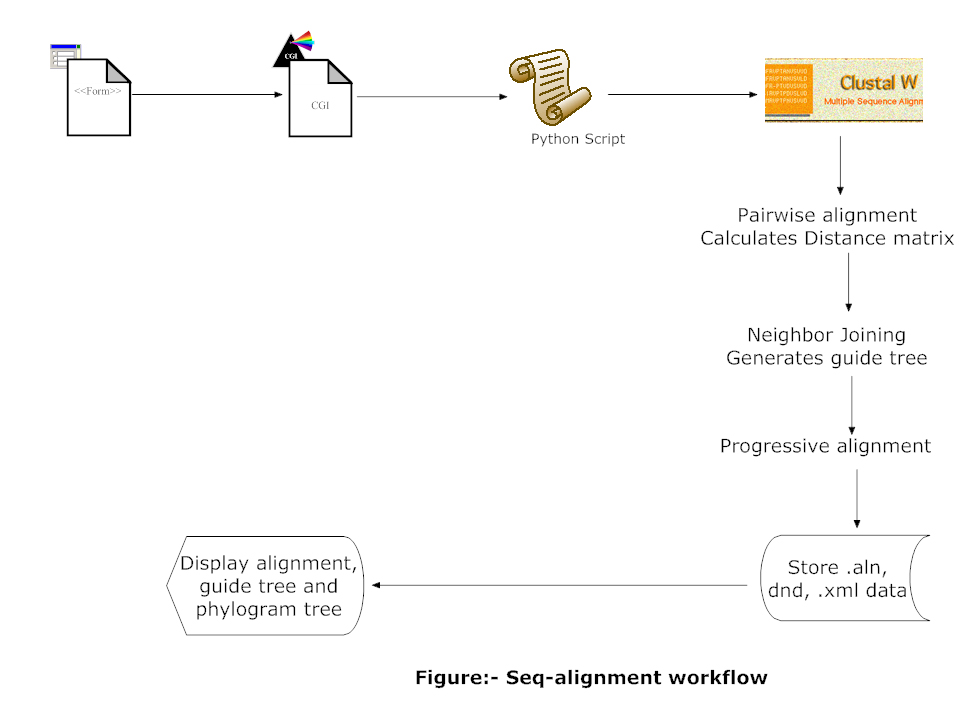 <<Form>>
CGI
CGI
Python Script
Clustal W
Multiple Sequence Alignm
Pairwise alignment
Calculates Distance matrix
Neighbor Joining
Generates guide tree
Progressive alignment
Store .aln,
dnd, .xml data
Display alignment,
guide tree and
phylogram tree
Figure:- Seq-alignment workflow